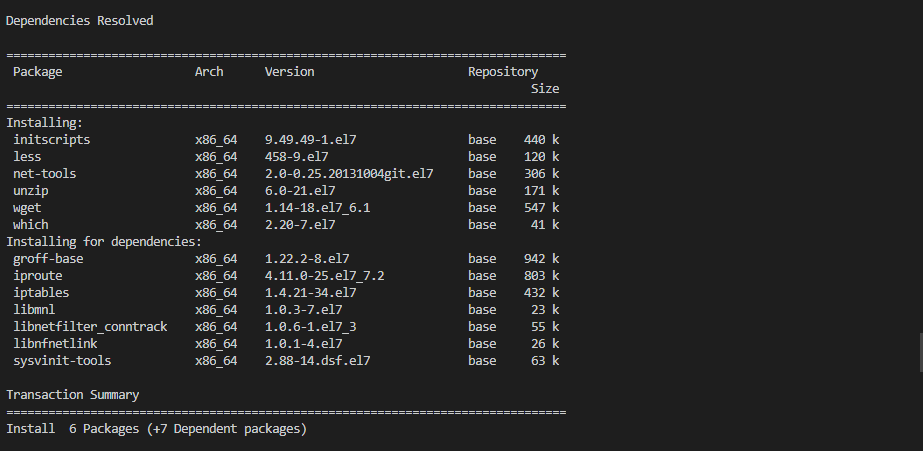 Dependencies Resolved
================================================================================
Package Arch Version Repository
Size
================================================================================
Installing:
initscripts x86_64 9.49.49-1.el7 base 440 k
less x86_64 458-9.el7 base 120 k
net-tools x86_64 2.0-0.25.20131004git.el7 base 306 k
unzip x86_64 6.0-21.el7 base 171 k
wget x86_64 1.14-18.el7_6.1 base 547 k
which x86_64 2.20-7.el7 base 41 k
Installing for dependencies:
groff-base x86_64 1.22.2-8.el7 base 942 k
iproute x86_64 4.11.0-25.el7_7.2 base 803 k
iptables x86_64 1.4.21-34.el7 base 432 k
libmnl x86_64 1.0.3-7.el7 base 23 k
libnetfilter_conntrack x86_64 1.0.6-1.el7_3 base 55 k
libnfnetlink x86_64 1.0.1-4.el7 base 26 k
sysvinit-tools x86_64 2.88-14.dsf.el7 base 63 k
Transaction Summary
================================================================================
Install 6 Packages (+7 Dependent packages)